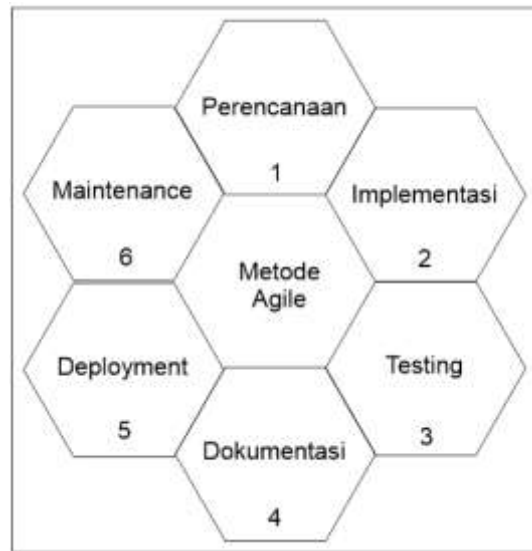 Perencanaan
1
Implementasi
2
Testing
3
Dokumentasi
4
Deployment
5
Maintenance
6
Metode
Agile